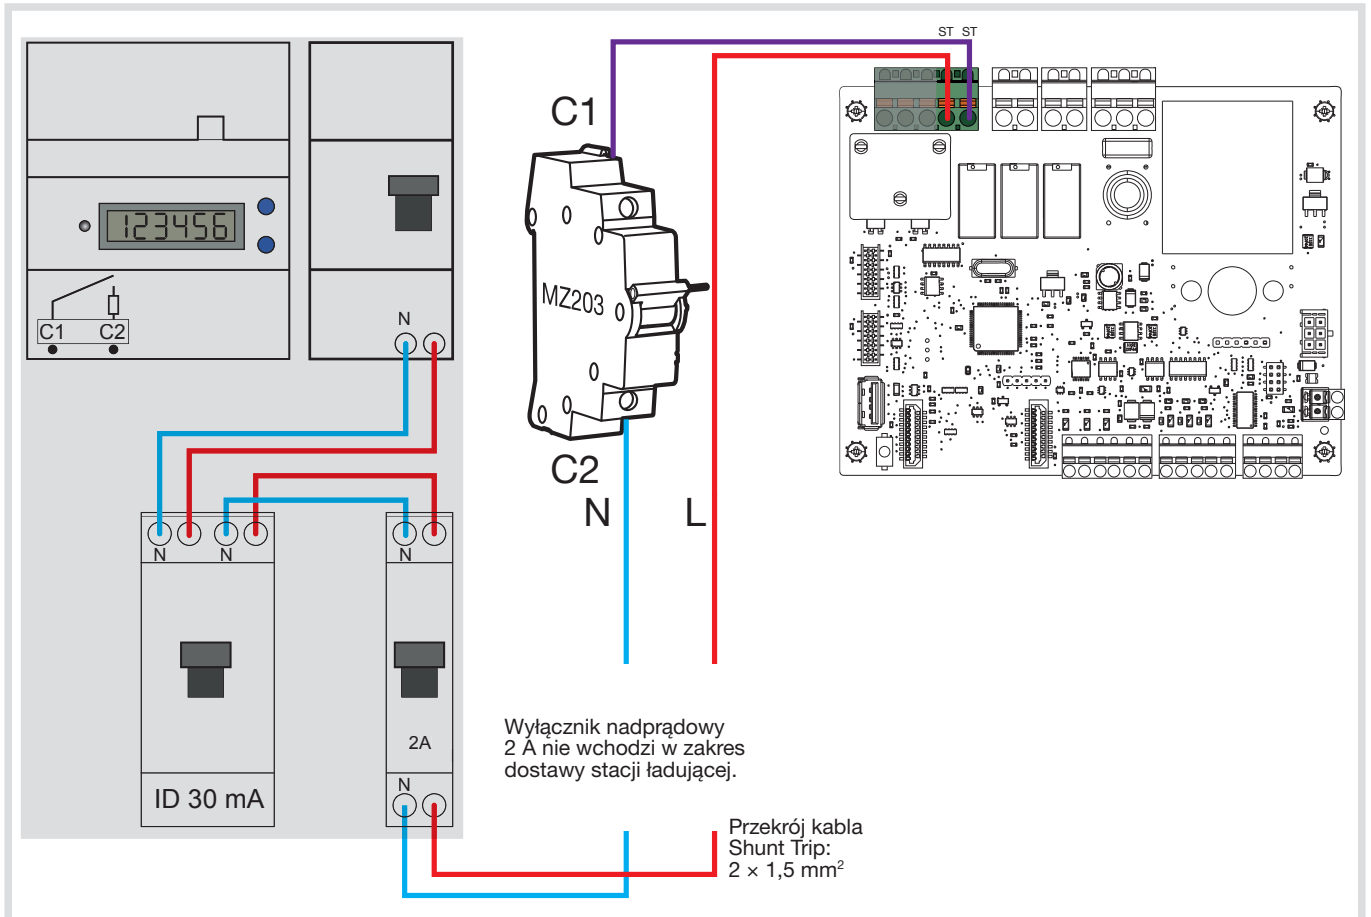 ST ST
C1
123456
MZ203
C1 C2
N
C2
N L
N N
N
2A
Wyłącznik nadprądowy
2 A nie wchodzi w zakres
dostawy stacji ładującej.
N
ID 30 mA
Przekrój kabla
Shunt Trip:
2 × 1,5 mm²